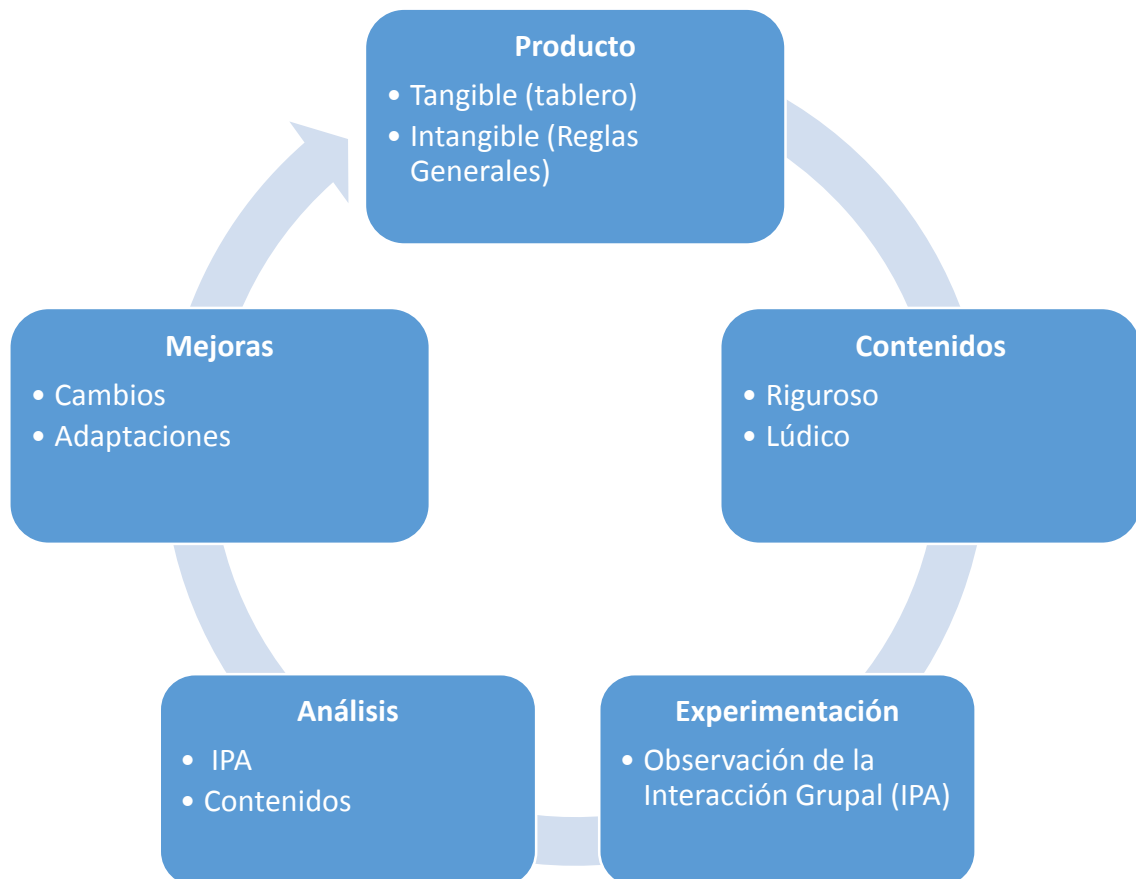 Producto
• Tangible (tablero)
• Intangible (Reglas
Generales)
Contenidos
• Riguroso
• Lúdico
Experimentación
• Observación de la
Interacción Grupal (IPA)
Análisis
• IPA
• Contenidos
Mejoras
• Cambios
• Adaptaciones